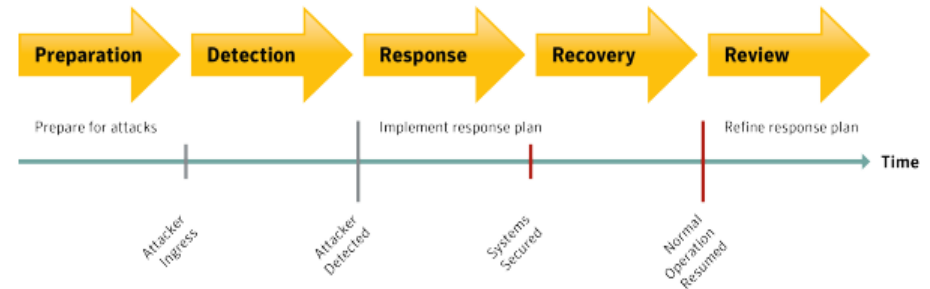 Preparation
Detection
Response
Recovery
Review
Prepare for attacks
Implement response plan
Refine response plan
Time
Attacker
Ingress
Attacker
Detected
Systems
Secured
Normal
Operation
Resumed